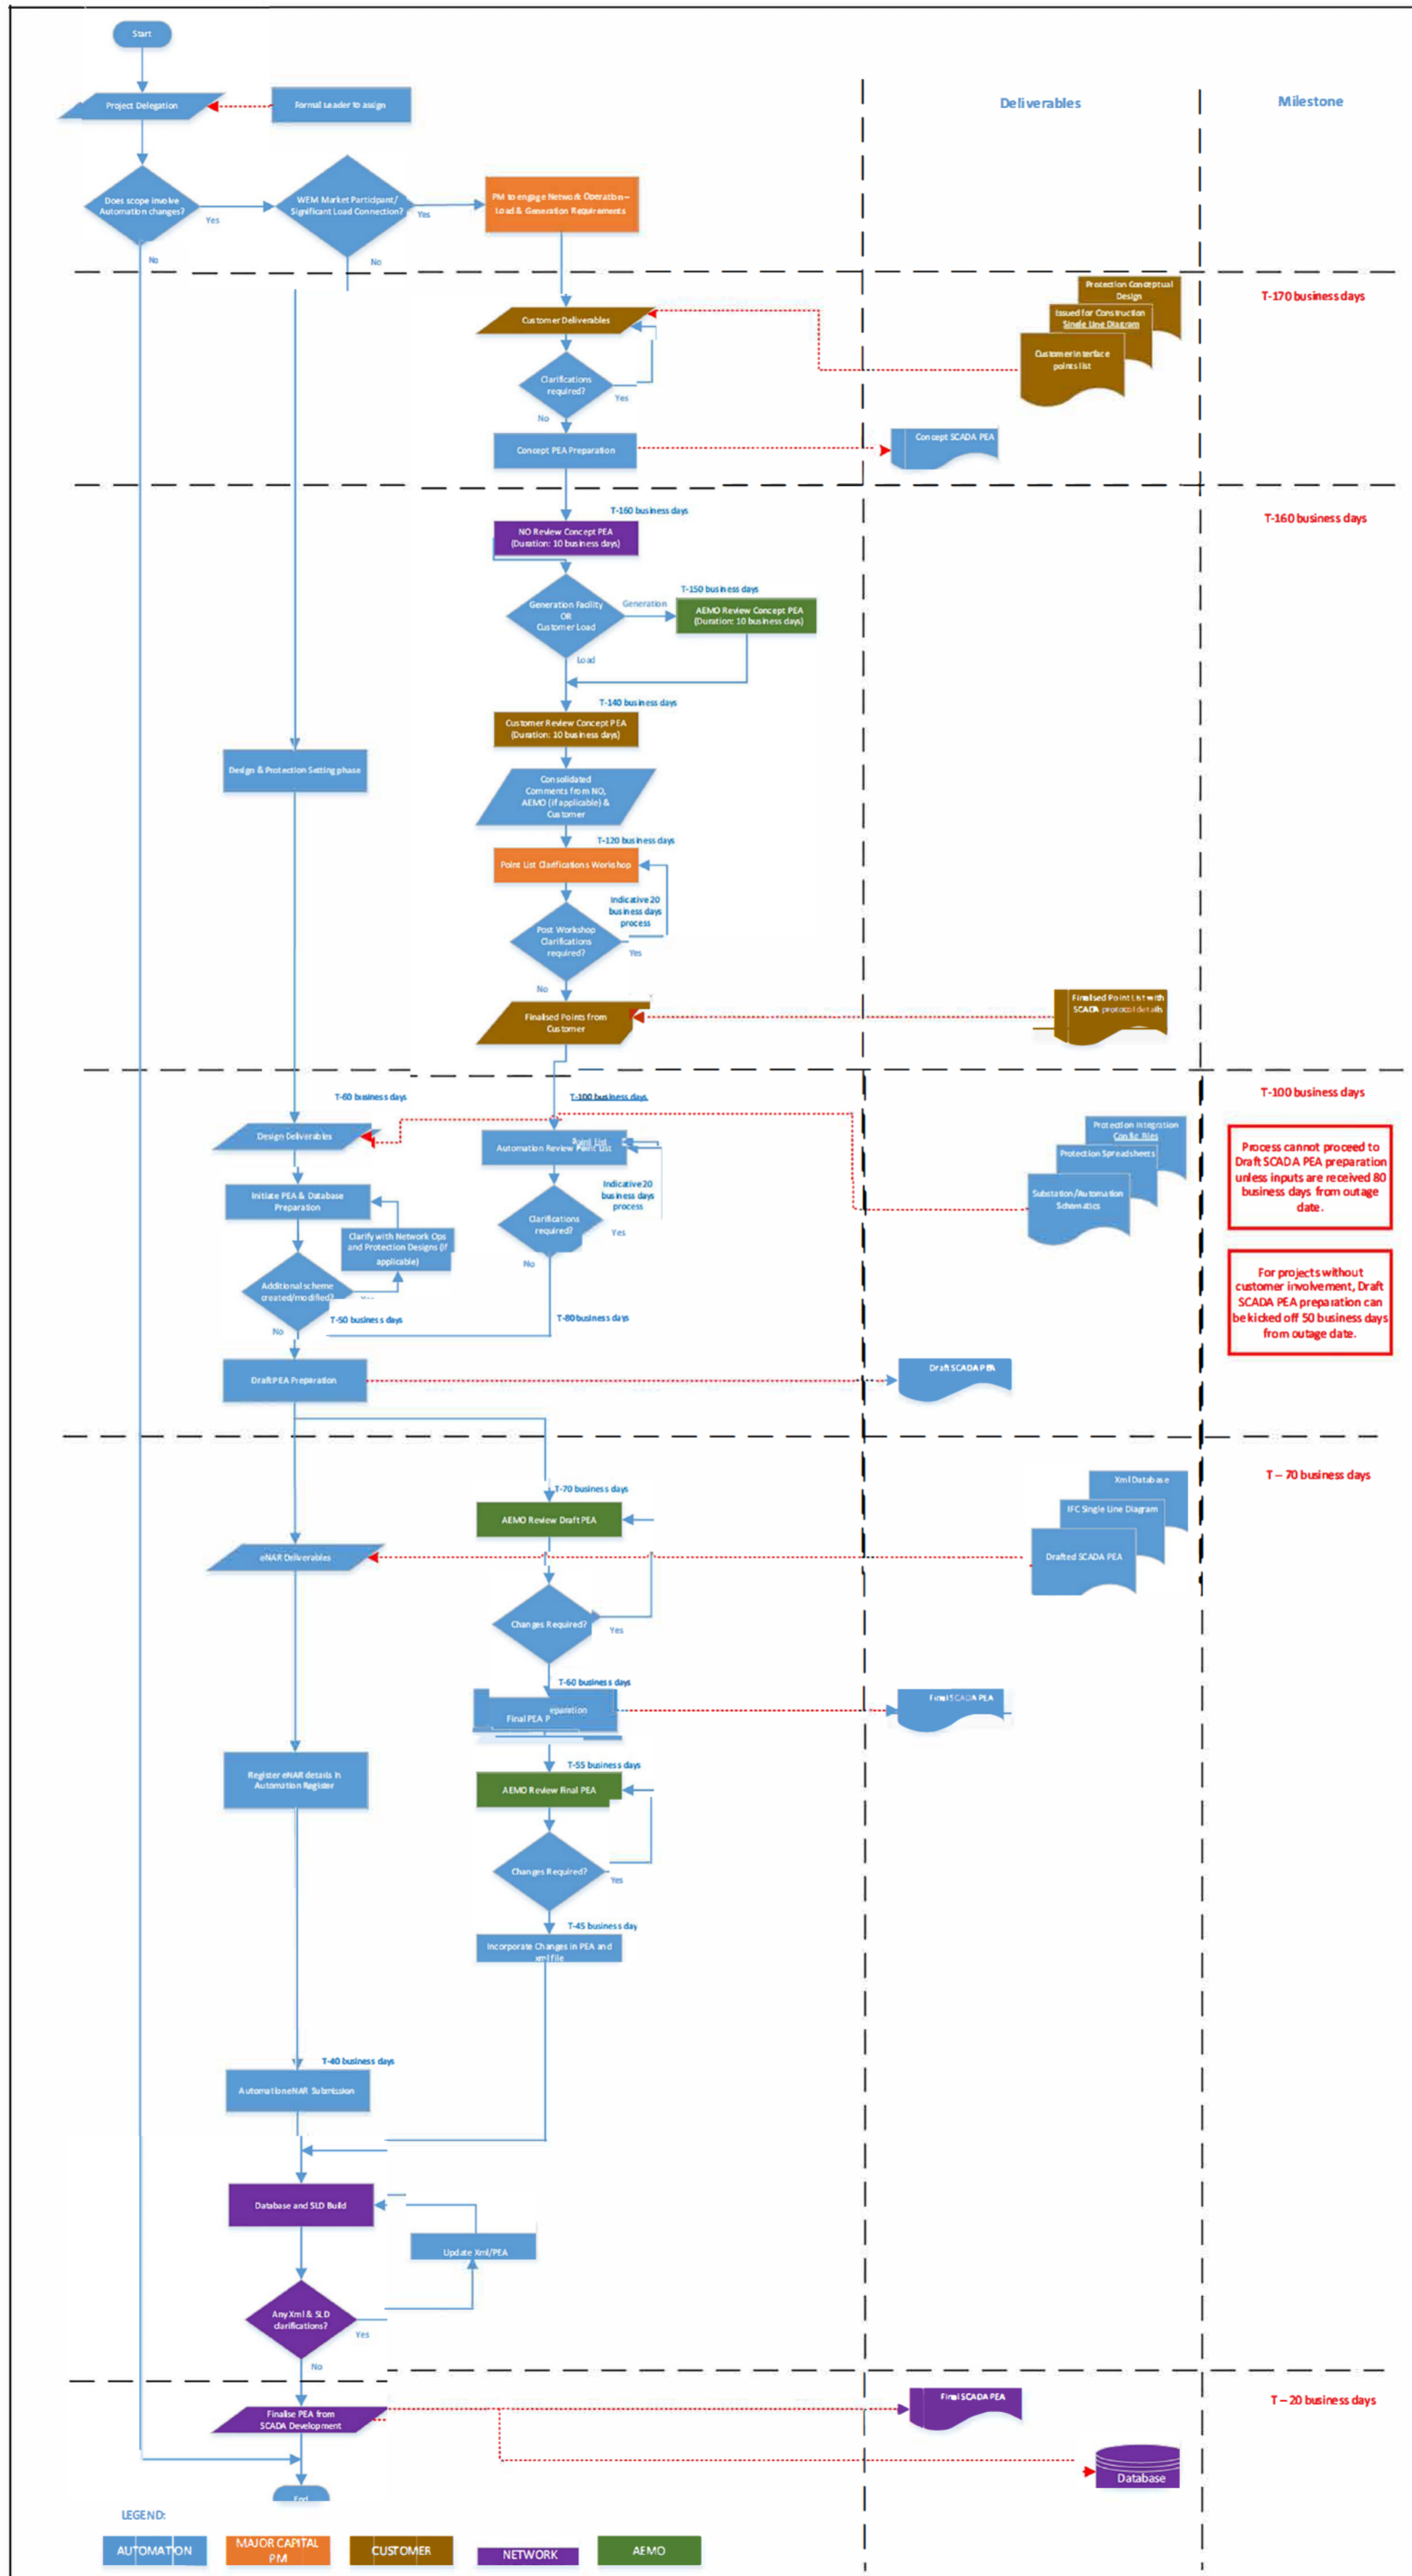 Start
Deliverables
Milestone
Project Delegation
Formal Leader to assign
Does scope involve
Automation changes?
Yes
WEM Market Participant/
Significant Load Connection?
Yes
PM to engage Network Operation –
Load & Generation Requirements
No
No
T-170 business days
Protection Conceptual
Design
Issued for Construction
Single Line Diagram
Customer interface
points list
Customer Deliverables
Clarifications
required?
Yes
No
Concept PEA Preparation
Concept SCADA PEA
T-160 business days
T-160 business days
NO Review Concept PEA
(Duration: 10 business days)
T-150 business days
Generation Facility
OR
Customer Load
Generation
AEMO Review Concept PEA
(Duration: 10 business days)
Load
T-140 business days
Customer Review Concept PEA
(Duration: 10 business days)
Design & Protection Setting phase
Consolidated
Comments from NO,
AEMO (if applicable) &
Customer
T-120 business days
Point List Clarifications Workshop
Indicative 20
business days
process
Post Workshop
Clarifications
required?
Yes
No
Finalised Points from
Customer
Finalised Point List with
SCADA protocol details
T-60 business days
T-100 business days
T-100 business days
Design Deliverables
Point List
Automation Review Point List
Protection Integration
Config Files
Protection Spreadsheets
Substation/Automation
Schematics
Process cannot proceed to
Draft SCADA PEA preparation
unless inputs are received 80
business days from outage
date.
Initiate PEA & Database
Preparation
Indicative 20
business days
process
Clarifications
required?
Yes
No
Clarify with Network Ops
and Protection Designs (if
applicable)
Additional scheme
created/modified?
Yes
For projects without
customer involvement, Draft
SCADA PEA preparation can
be kicked off 50 business days
from outage date.
T-50 business days
T-80 business days
No
Draft PEA Preparation
Draft SCADA PEA
T – 70 business days
T-70 business days
AEMO Review Draft PEA
Xml Database
IFC Single Line Diagram
Drafted SCADA PEA
eNAR Deliverables
Changes Required?
Yes
T-60 business days
eparation
Final PEA P
Final SCADA PEA
T-55 business days
Register eNAR details in
Automation Register
AEMO Review Final PEA
Changes Required?
Yes
T-45 business day
Incorporate Changes in PEA and
xml file
T-40 business days
Automation eNAR Submission
Database and SLD Build
Update Xml/PEA
Any Xml & SLD
clarifications?
Yes
No
T – 20 business days
Finalise PEA from
SCADA Development
Final SCADA PEA
Database
End
LEGEND:
AUTOMATION
MAJOR CAPITAL
PM
CUSTOMER
NETWORK
AEMO